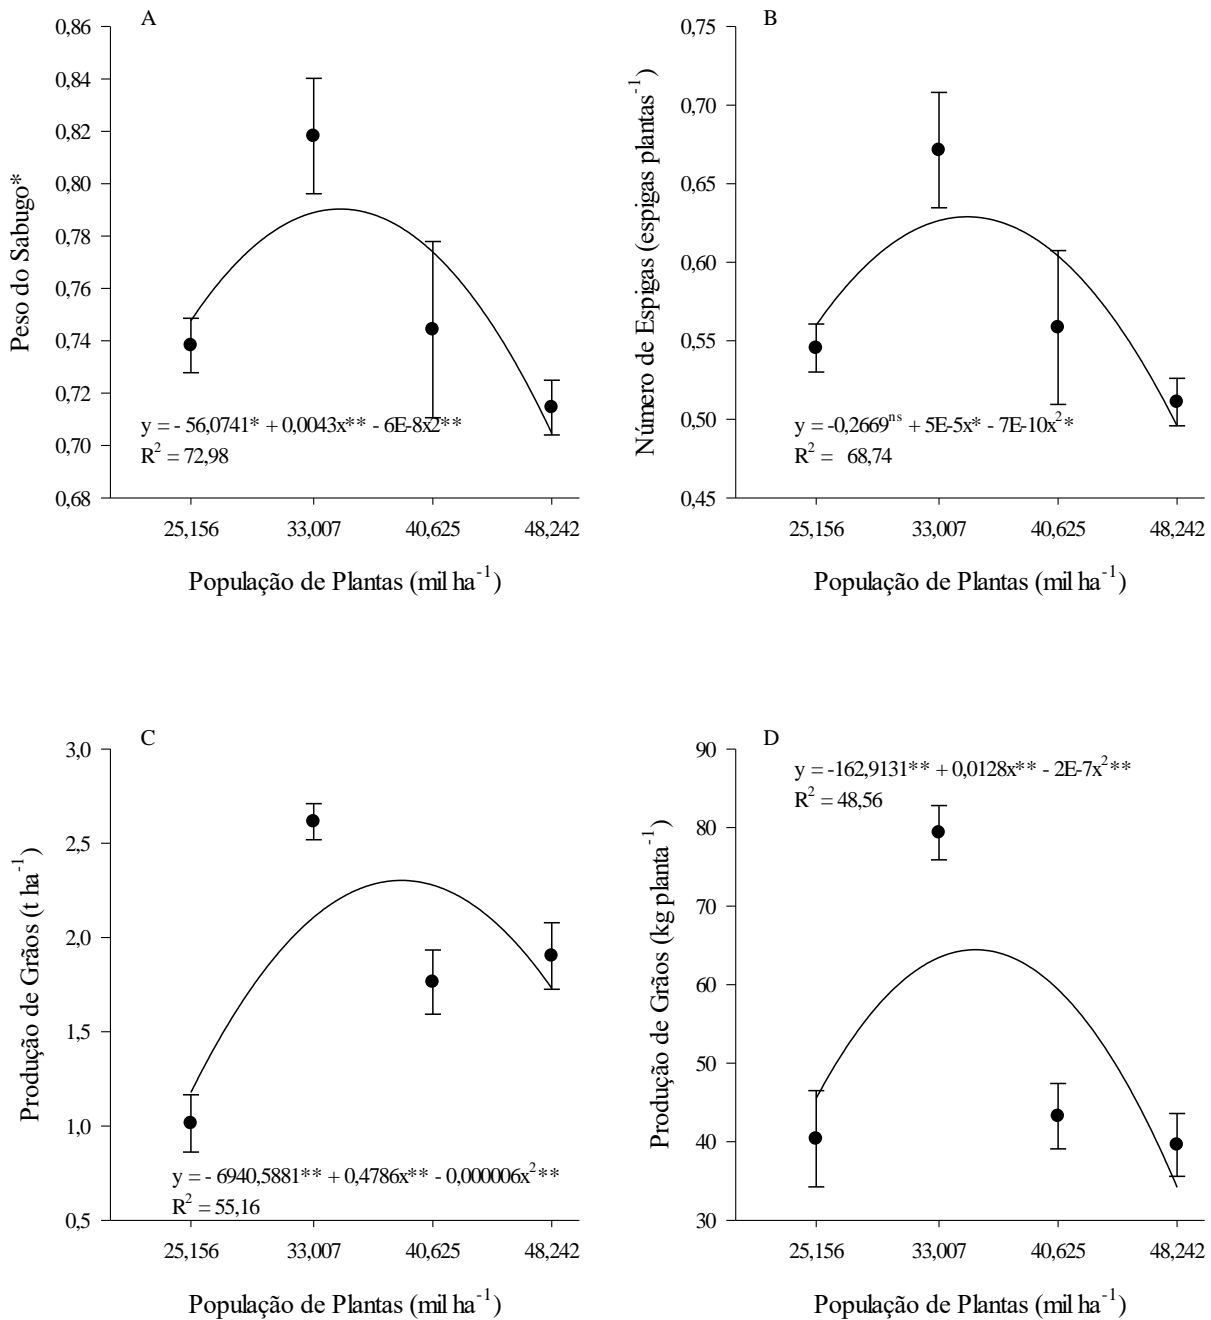 A
0,86
0,84
0,82
0,80
0,78
0,76
0,74
0,72
0,70
0,68
Peso do Sabugo*
y = - 56,0741* + 0,0043x** - 6E-8x2**
R² = 72,98
25,156 33,007 40,625 48,242
População de Plantas (mil ha⁻¹)
B
0,75
0,70
0,65
0,60
0,55
0,50
0,45
Número de Espigas (espigas plantas⁻¹)
y = -0,2669ⁿˢ + 5E-5x* - 7E-10x²*
R² = 68,74
25,156 33,007 40,625 48,242
População de Plantas (mil ha⁻¹)
C
3,0
2,5
2,0
1,5
1,0
0,5
Produção de Grãos (t ha⁻¹)
y = - 6940,5881** + 0,4786x** - 0,000006x²**
R² = 55,16
25,156 33,007 40,625 48,242
População de Plantas (mil ha⁻¹)
D
90
80
70
60
50
40
30
Produção de Grãos (kg planta⁻¹)
y = -162,9131** + 0,0128x** - 2E-7x²**
R² = 48,56
25,156 33,007 40,625 48,242
População de Plantas (mil ha⁻¹)